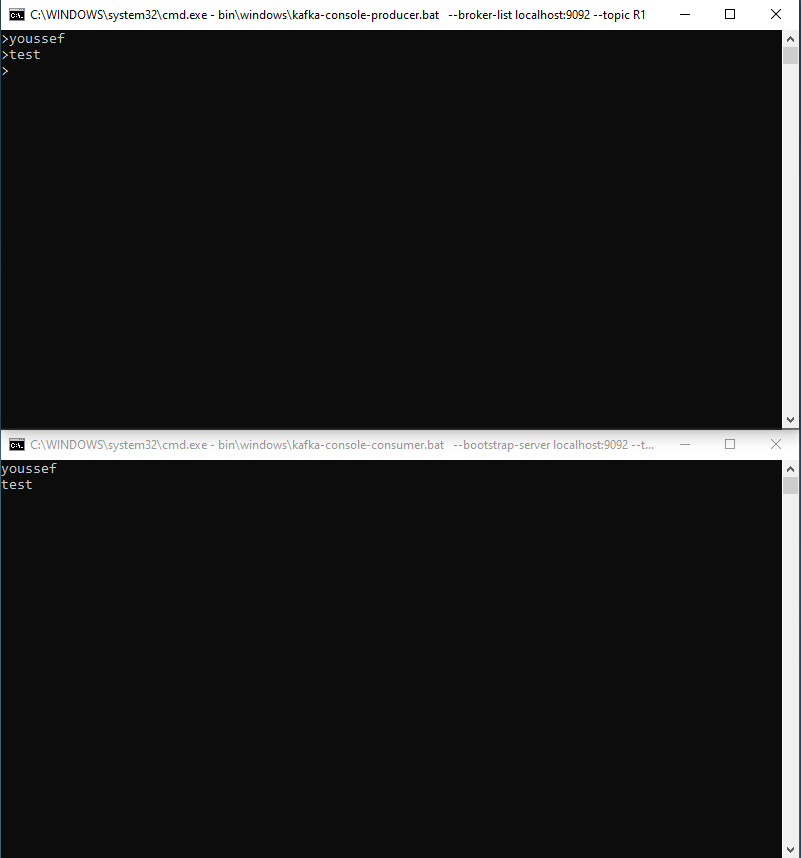 C:\WINDOWS\system32\cmd.exe - bin\windows\kafka-console-producer.bat --broker-list localhost:9092 --topic R1
>youssef
>test
>
C:\WINDOWS\system32\cmd.exe - bin\windows\kafka-console-consumer.bat --bootstrap-server localhost:9092 --t...
youssef
test